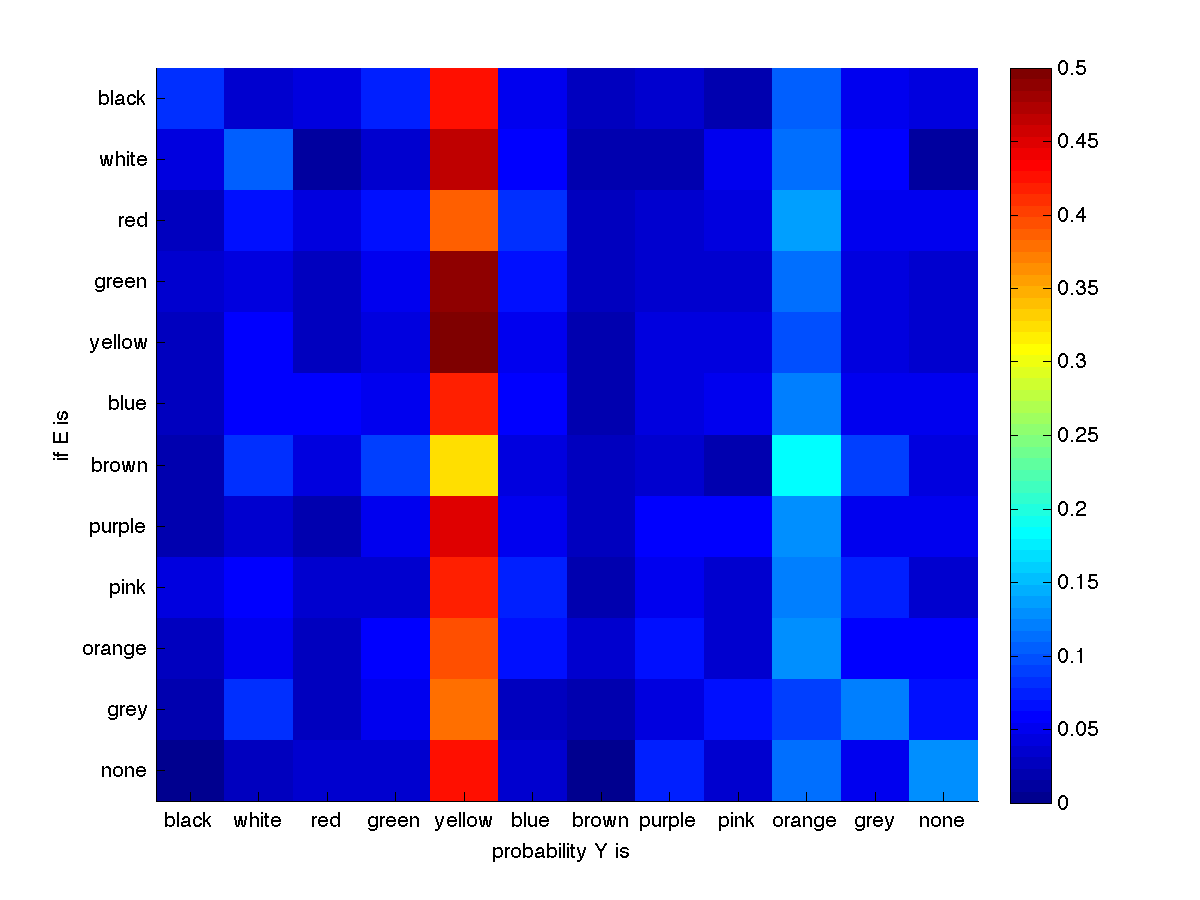 if E is
black
white
red
green
yellow
blue
brown
purple
pink
orange
grey
none
black white red green yellow blue brown purple pink orange grey none
probability Y is
0.5
0.45
0.4
0.35
0.3
0.25
0.2
0.15
0.1
0.05
0